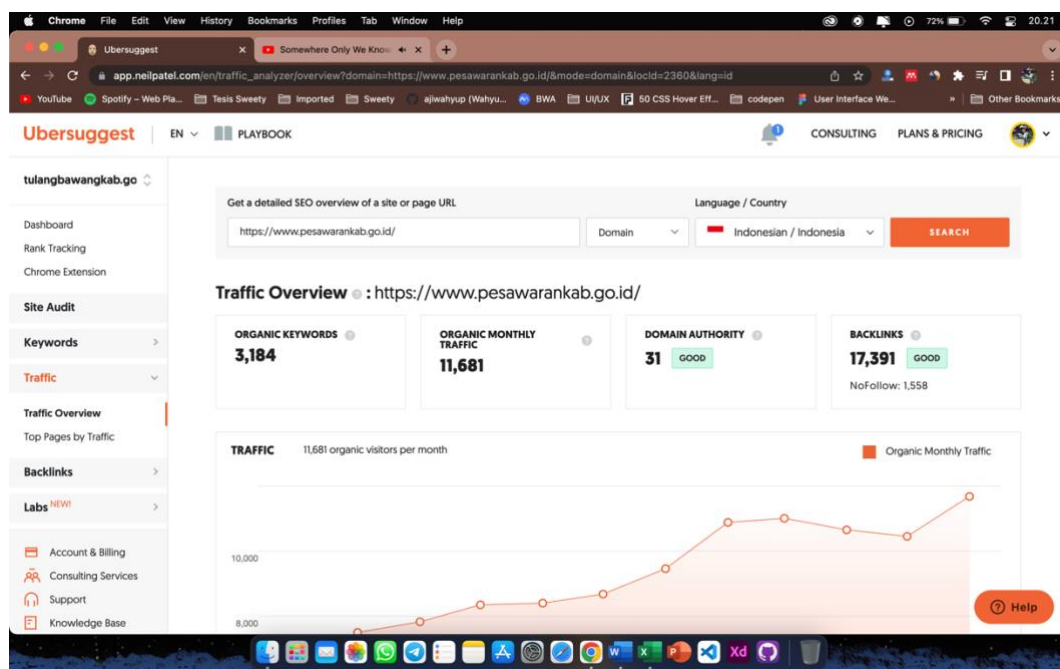 Chrome File Edit View History Bookmarks Profiles Tab Window Help 72% 20.21
Ubersuggest Somewhere Only We Know
app.neilpatel.com/en/traffic_analyzer/overview?domain=https://www.pesawarankab.go.id/&mode=domain&locId=2360&lang=id
YouTube Spotify – Web Pla... Tesis Sweety Imported Sweety ajiwahyup (Wahyu... BWA UI/UX 50 CSS Hover Eff... codepen User Interface We... » Other Bookmarks
Ubersuggest EN PLAYBOOK CONSULTING PLANS & PRICING
tulangbawangkab.go
Dashboard
Rank Tracking
Chrome Extension
Site Audit
Keywords
Traffic
Traffic Overview
Top Pages by Traffic
Backlinks
Labs NEW!
Account & Billing
Consulting Services
Support
Knowledge Base
Get a detailed SEO overview of a site or page URL Language / Country
https://www.pesawarankab.go.id/ Domain Indonesian / Indonesia SEARCH
Traffic Overview : https://www.pesawarankab.go.id/
ORGANIC KEYWORDS
3,184
ORGANIC MONTHLY
TRAFFIC
11,681
DOMAIN AUTHORITY
31 GOOD
BACKLINKS
17,391 GOOD
NoFollow: 1,558
TRAFFIC 11,681 organic visitors per month Organic Monthly Traffic
10,000
8,000
Help